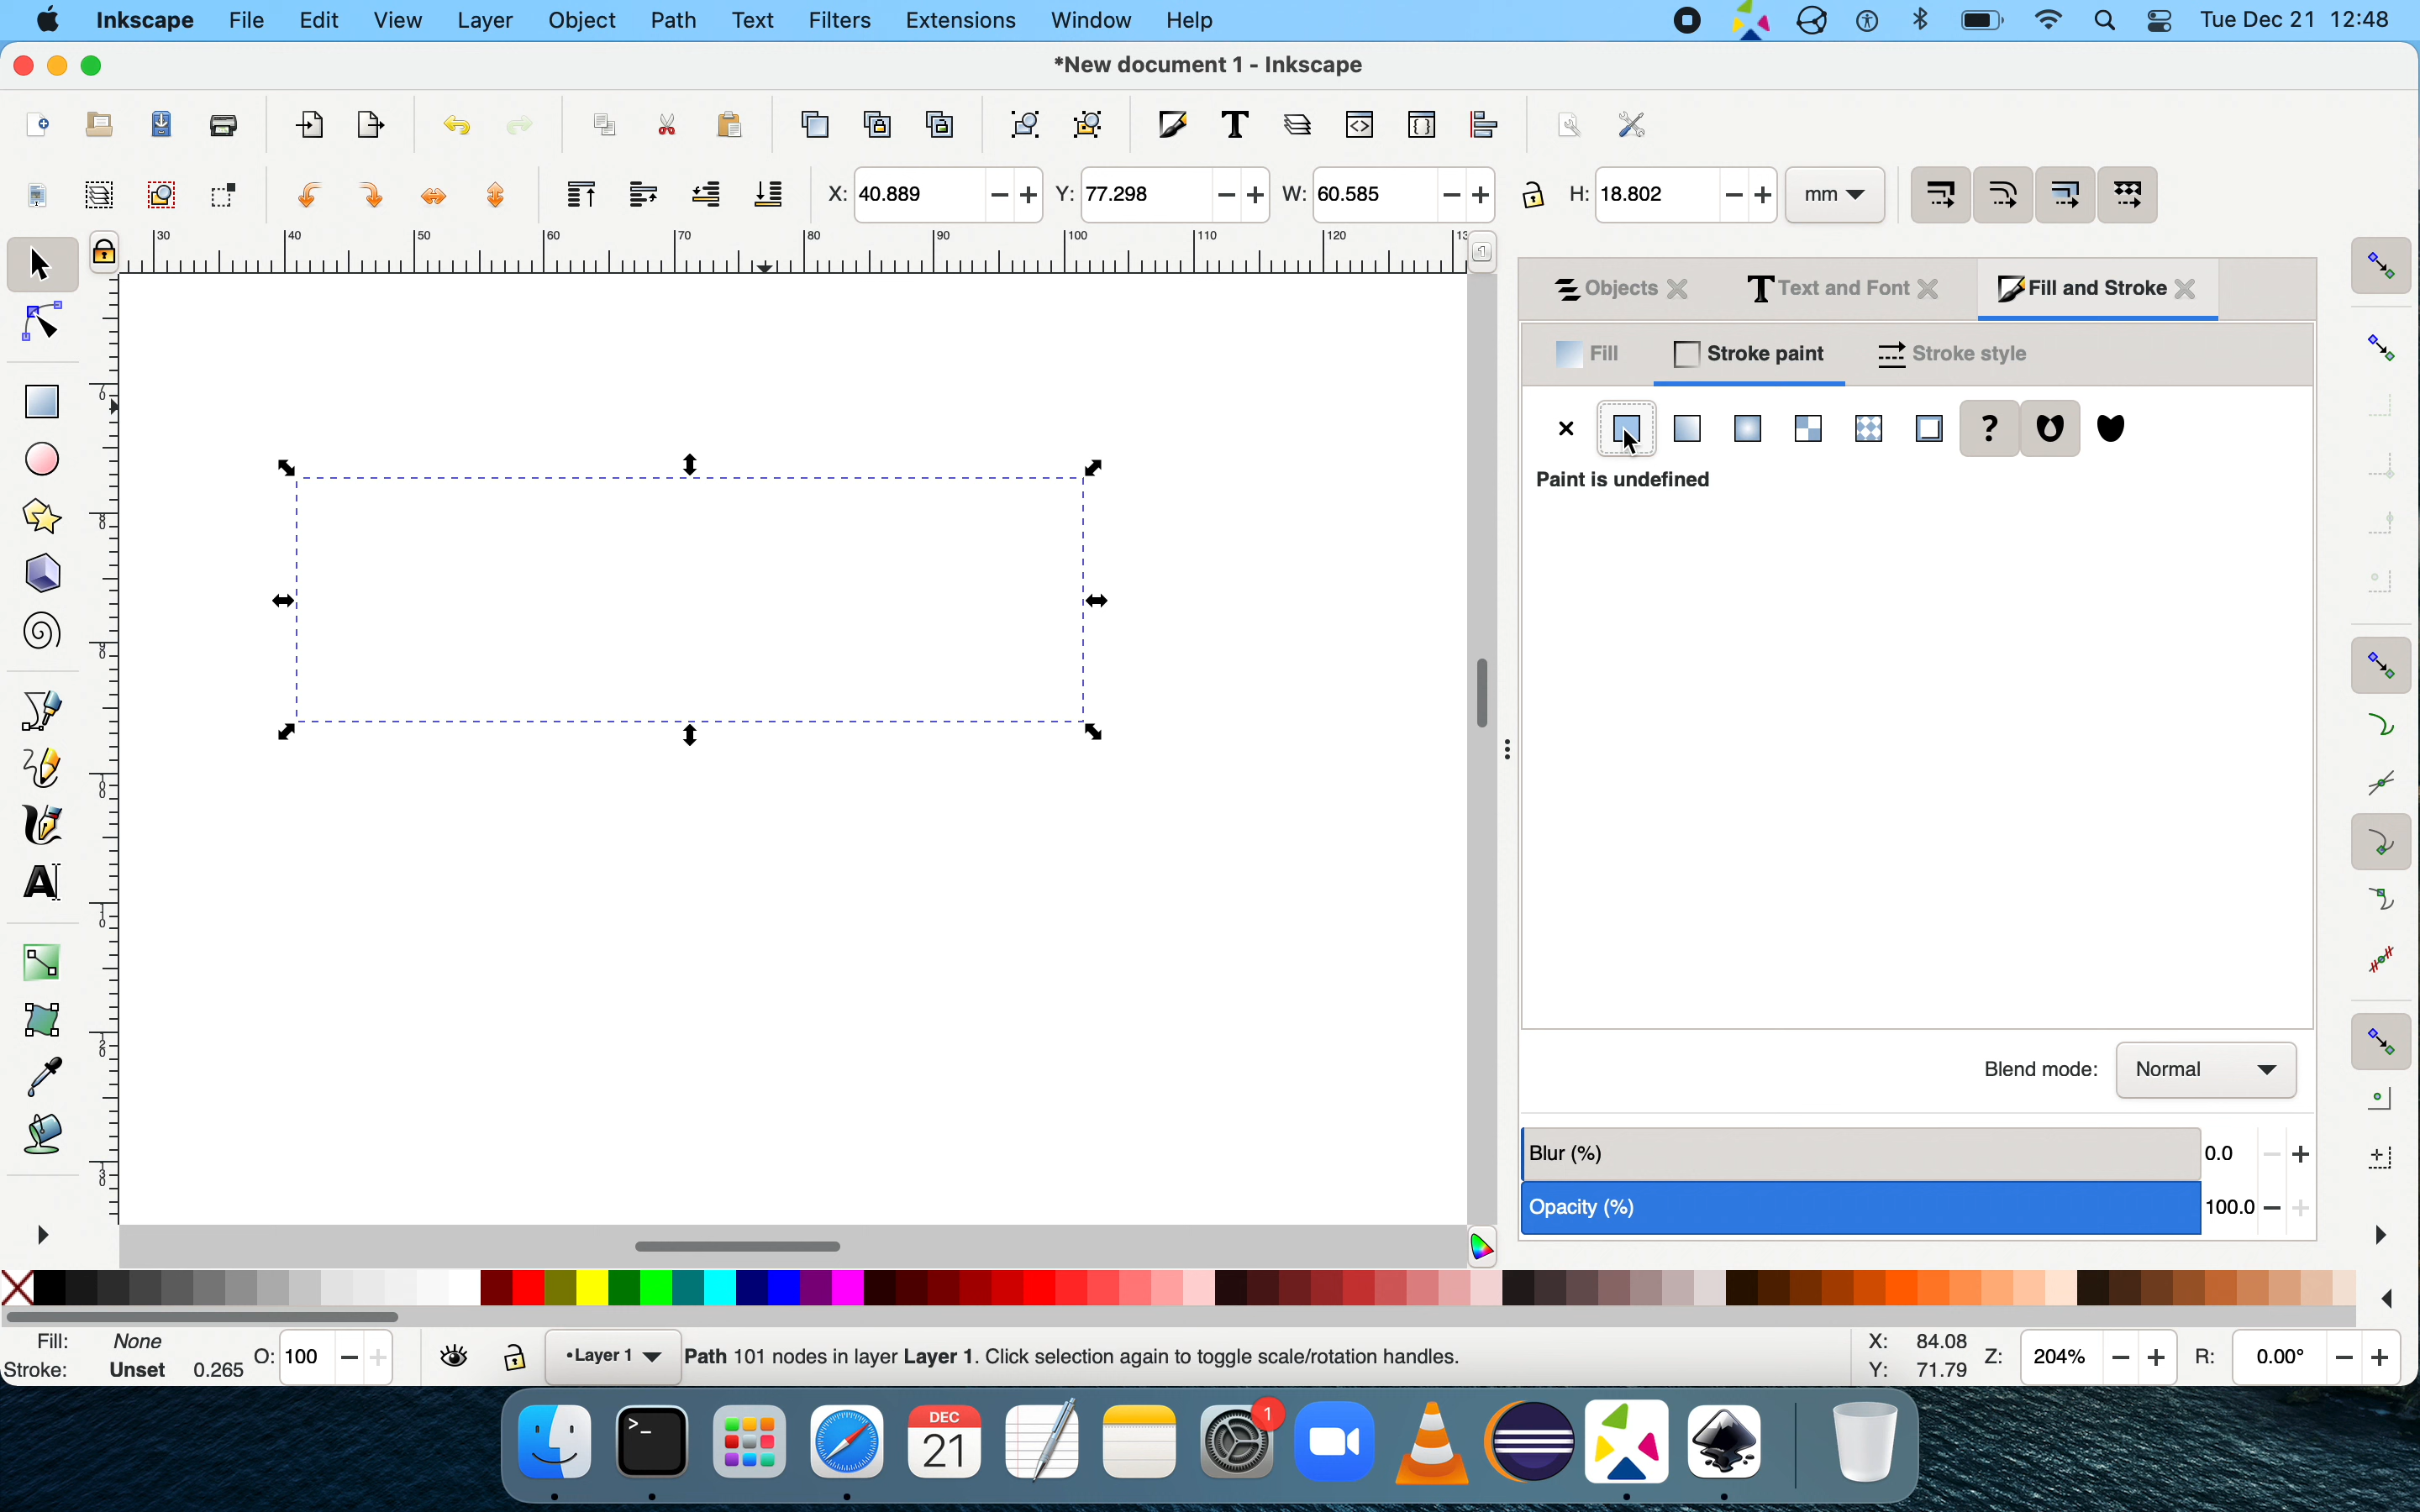 Inkscape File Edit View Layer Object Path Text Filters Extensions Window Help Tue Dec 21 12:48
*New document 1 - Inkscape
X: 40.889 Y: 77.298 W: 60.585 H: 18.802 mm
30 40 50 60 70 80 90 100 110 120 13
Objects Text and Font Fill and Stroke
Fill Stroke paint Stroke style
Paint is undefined
Blend mode: Normal
Blur (%) 0.0
Opacity (%) 100.0
Fill: None
Stroke: Unset 0.265
O: 100
•Layer 1
Path 101 nodes in layer Layer 1. Click selection again to toggle scale/rotation handles.
X: 84.08
Y: 71.79
Z: 204% R: 0.00°
DEC
21
1